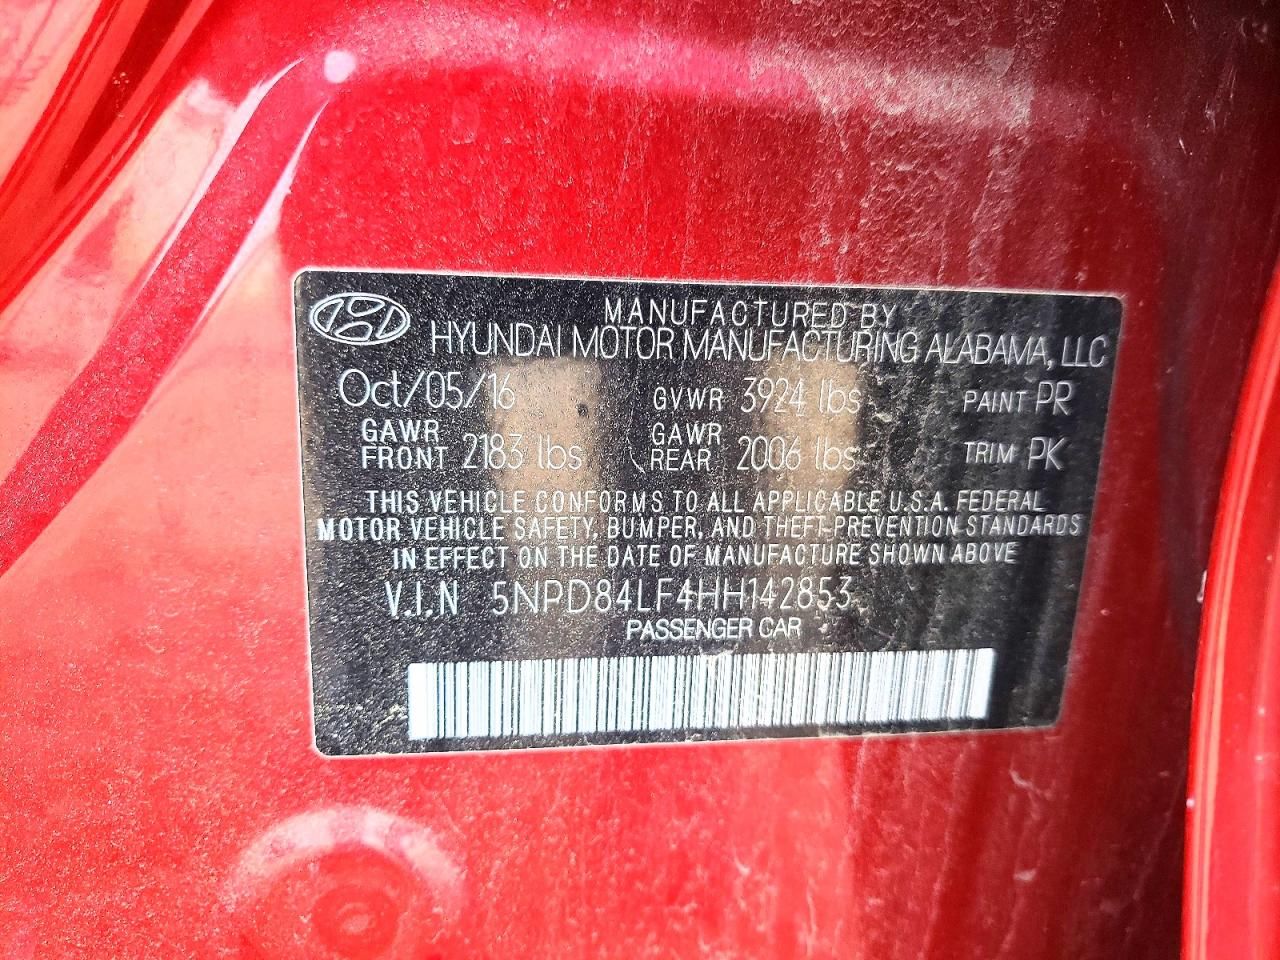 MANUFACTURED BY
HYUNDAI MOTOR MANUFACTURING ALABAMA, LLC
Oct/05/16 GVWR 3924 lbs PAINT PR
GAWR FRONT 2183 lbs GAWR REAR 2006 lbs TRIM PK
THIS VEHICLE CONFORMS TO ALL APPLICABLE U.S.A. FEDERAL
MOTOR VEHICLE SAFETY, BUMPER, AND THEFT PREVENTION STANDARDS
IN EFFECT ON THE DATE OF MANUFACTURE SHOWN ABOVE
V.I.N 5NPD84LF4HH142853
PASSENGER CAR